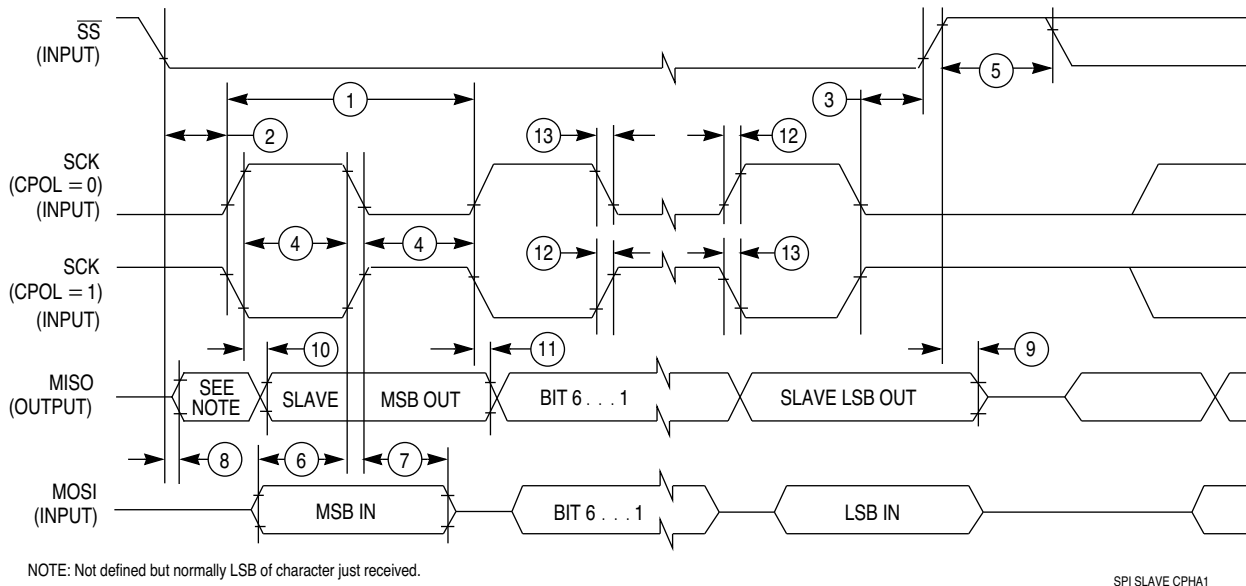 SS
(INPUT)
5
1
3
2
13
12
SCK
(CPOL = 0)
(INPUT)
4
4
SCK
(CPOL = 1)
(INPUT)
12
13
10
11
9
MISO
(OUTPUT)
SEE
NOTE
SLAVE
MSB OUT
BIT 6 . . . 1
SLAVE LSB OUT
8
6
7
MOSI
(INPUT)
MSB IN
BIT 6 . . . 1
LSB IN
NOTE: Not defined but normally LSB of character just received.
SPI SLAVE CPHA1